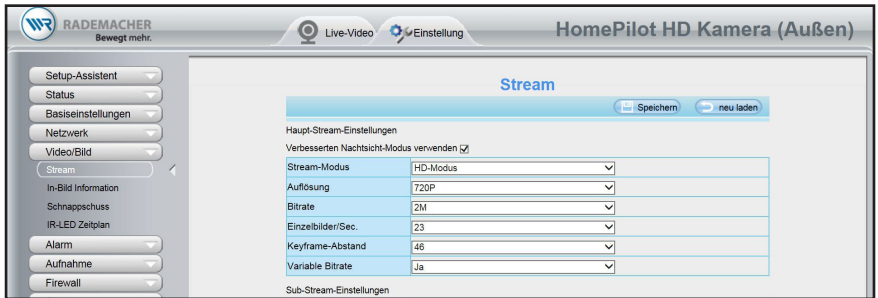 WR RADEMACHER
Bewegt mehr.
Live-Video
Einstellung
HomePilot HD Kamera (Außen)
Setup-Assistent
Status
Basiseinstellungen
Netzwerk
Video/Bild
Stream
In-Bild Information
Schnappschuss
IR-LED Zeitplan
Alarm
Aufnahme
Firewall
Stream
Speichern
neu laden
Haupt-Stream-Einstellungen
Verbesserten Nachtsicht-Modus verwenden
Stream-Modus HD-Modus
Auflösung 720P
Bitrate 2M
Einzelbilder/Sec. 23
Keyframe-Abstand 46
Variable Bitrate Ja
Sub-Stream-Einstellungen